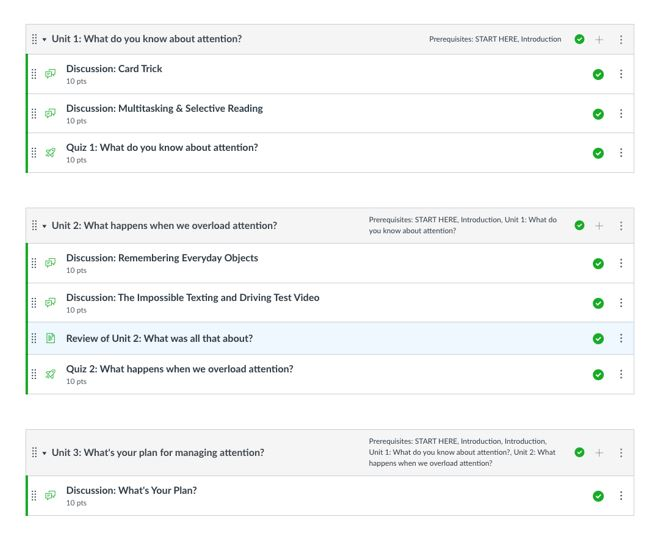 Unit 1: What do you know about attention?
Prerequisites: START HERE, Introduction
Discussion: Card Trick
10 pts
Discussion: Multitasking & Selective Reading
10 pts
Quiz 1: What do you know about attention?
10 pts
Unit 2: What happens when we overload attention?
Prerequisites: START HERE, Introduction, Unit 1: What do
you know about attention?
Discussion: Remembering Everyday Objects
10 pts
Discussion: The Impossible Texting and Driving Test Video
10 pts
Review of Unit 2: What was all that about?
Quiz 2: What happens when we overload attention?
10 pts
Unit 3: What's your plan for managing attention?
Prerequisites: START HERE, Introduction, Introduction,
Unit 1: What do you know about attention?, Unit 2: What
happens when we overload attention?
Discussion: What's Your Plan?
10 pts